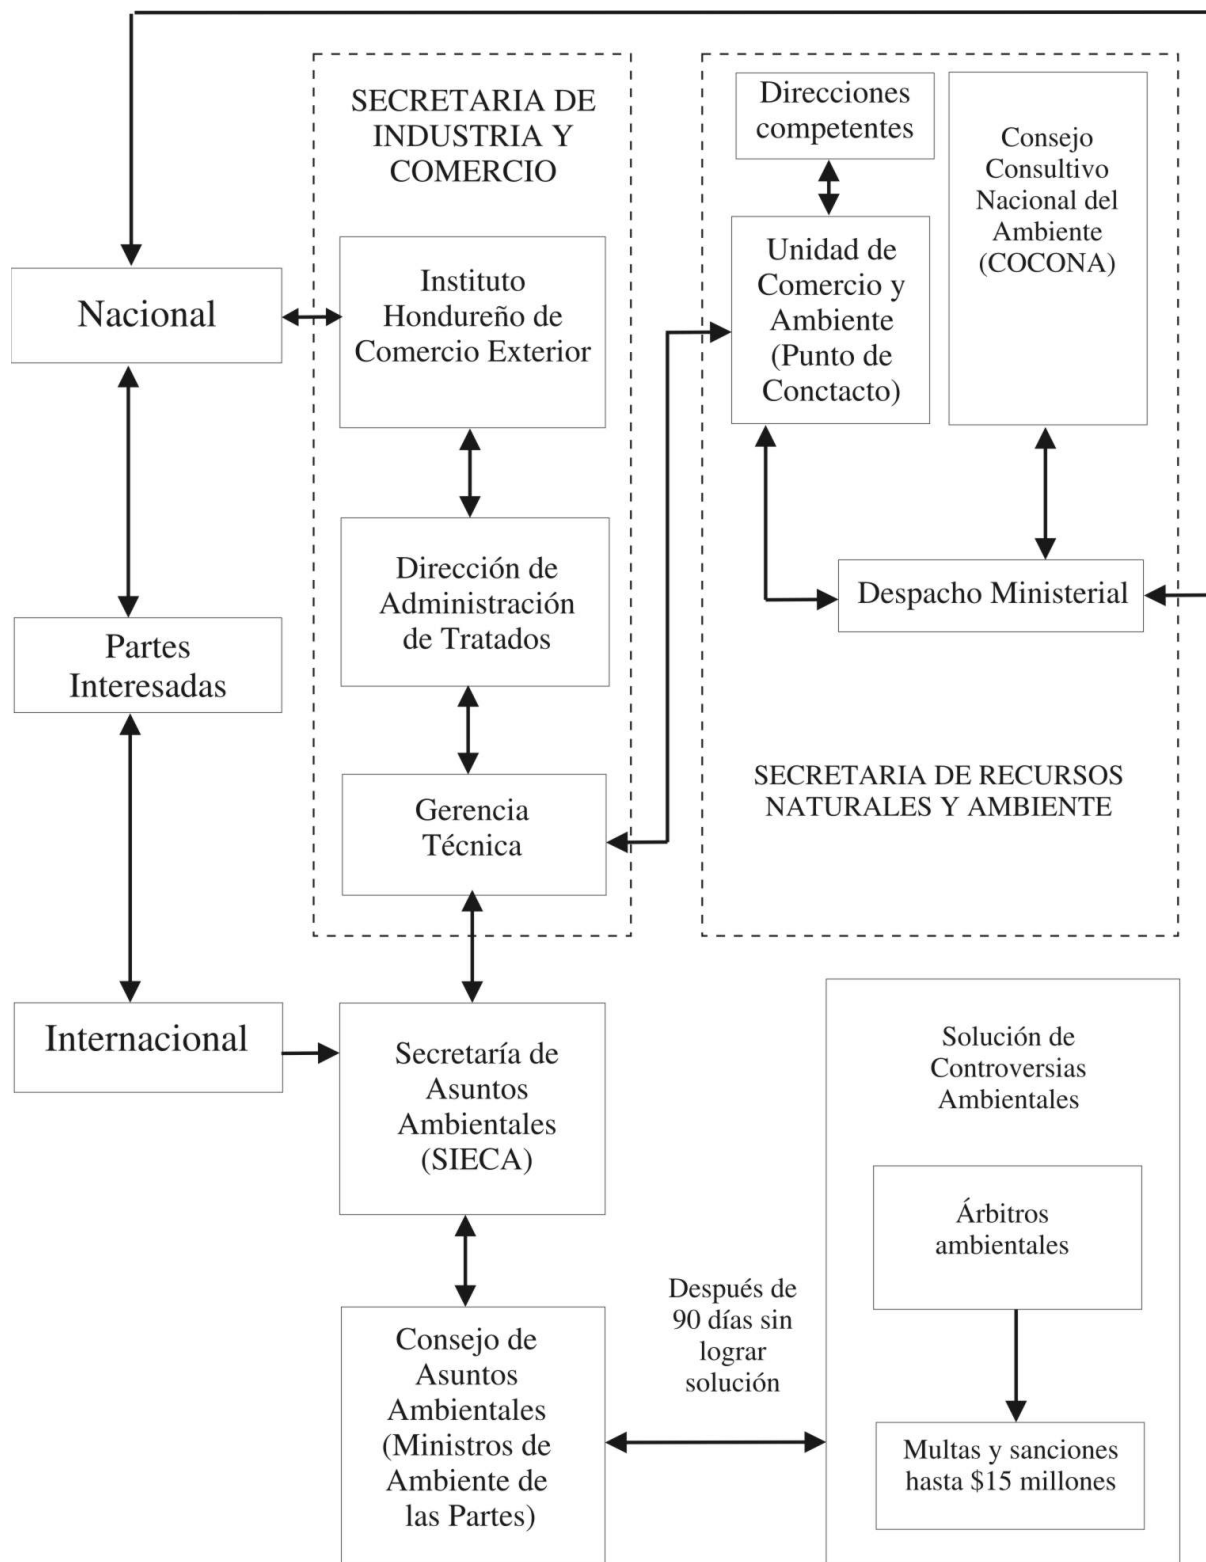 SECRETARIA DE
INDUSTRIA Y
COMERCIO
Direcciones
competentes
Consejo
Consultivo
Nacional del
Ambiente
(COCONA)
Nacional
Instituto
Hondureño de
Comercio Exterior
Unidad de
Comercio y
Ambiente
(Punto de
Conctacto)
Dirección de
Administración
de Tratados
Despacho Ministerial
Partes
Interesadas
Gerencia
Técnica
SECRETARIA DE RECURSOS
NATURALES Y AMBIENTE
Internacional
Secretaría de
Asuntos
Ambientales
(SIECA)
Solución de
Controversias
Ambientales
Árbitros
ambientales
Después de
90 días sin
lograr
solución
Consejo de
Asuntos
Ambientales
(Ministros de
Ambiente de
las Partes)
Multas y sanciones
hasta $15 millones